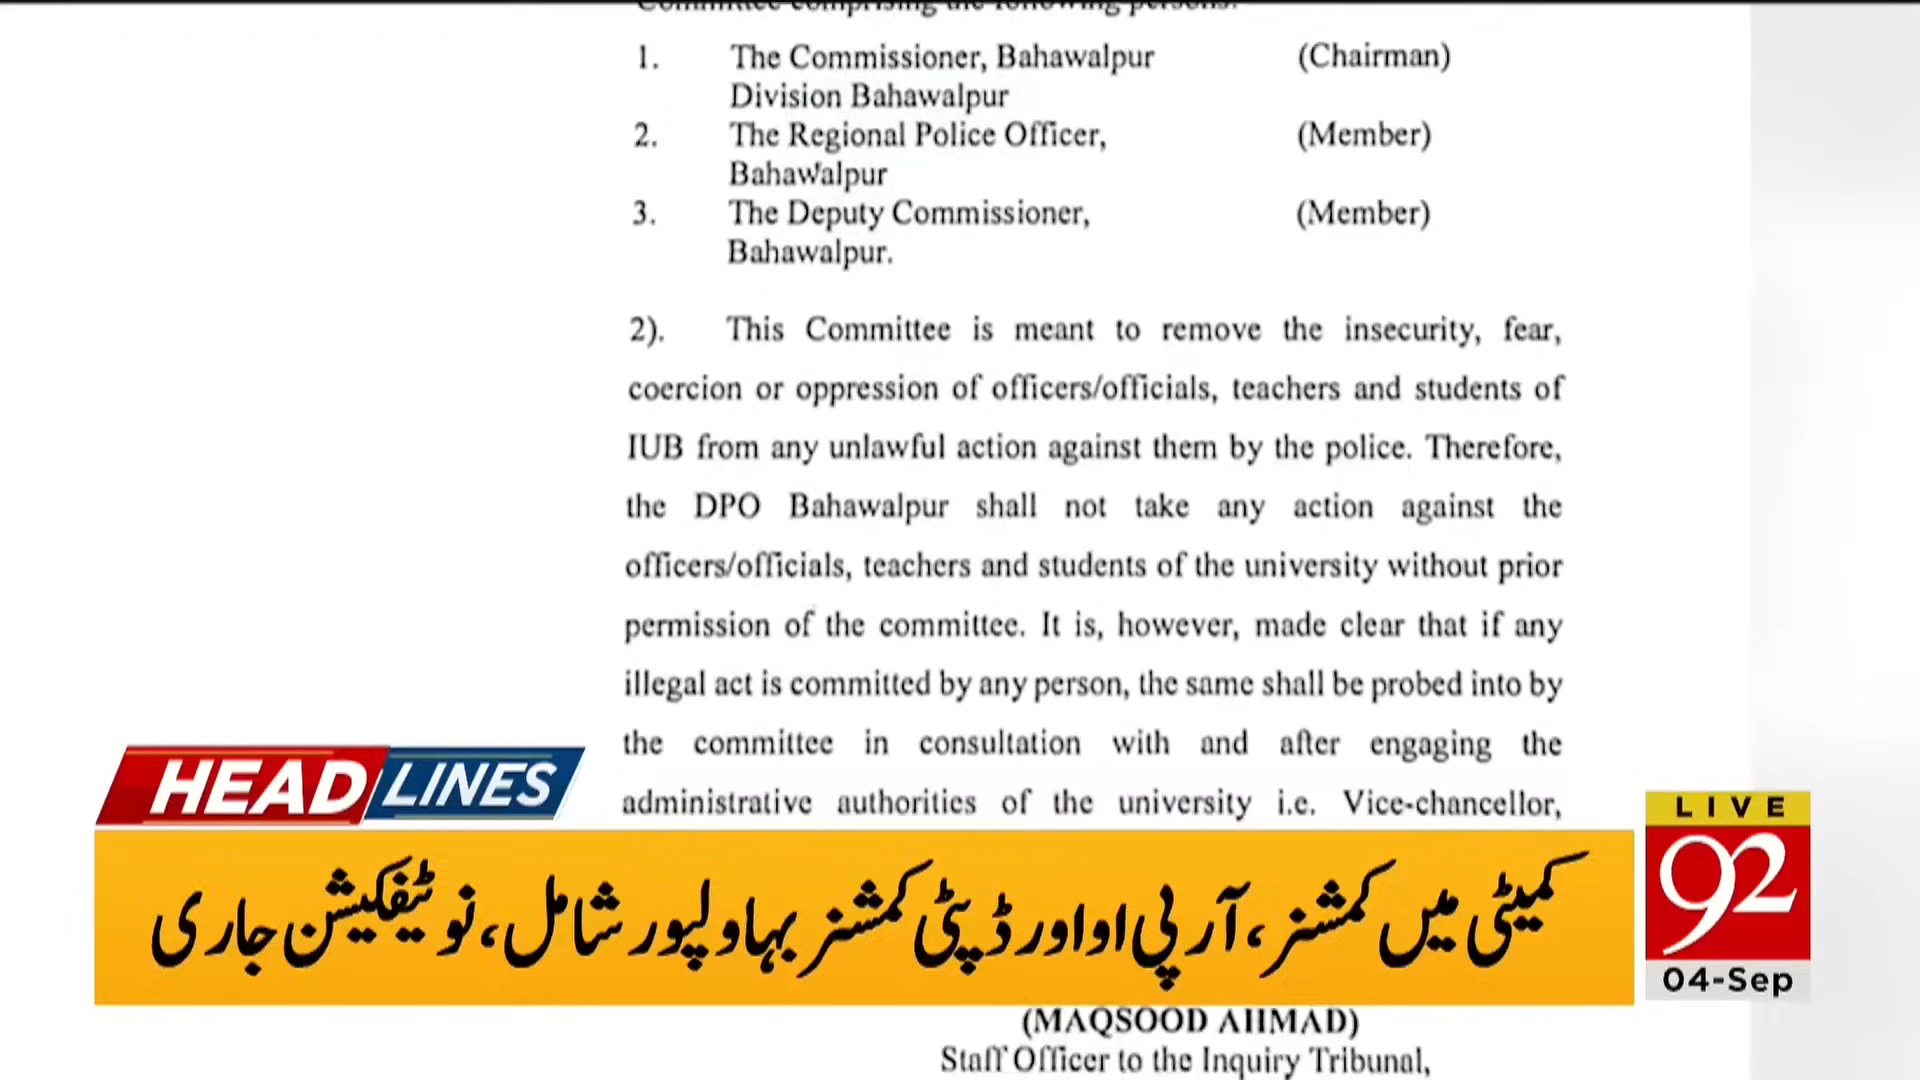 Committee comprising the following persons.
1. The Commissioner, Bahawalpur (Chairman)
Division Bahawalpur
2. The Regional Police Officer, (Member)
Bahawalpur
3. The Deputy Commissioner, (Member)
Bahawalpur.
2). This Committee is meant to remove the insecurity, fear,
coercion or oppression of officers/officials, teachers and students of
IUB from any unlawful action against them by the police. Therefore,
the DPO Bahawalpur shall not take any action against the
officers/officials, teachers and students of the university without prior
permission of the committee. It is, however, made clear that if any
illegal act is committed by any person, the same shall be probed into by
the committee in consultation with and after engaging the
administrative authorities of the university i.e. Vice-chancellor,
HEADLINES
کمیٹی میں کمشنر، آر پی او اور ڈپٹی کمشنر بہاولپور شامل، نوٹیفکیشن جاری
LIVE
92
04-Sep
(MAQSOOD AHMAD)
Staff Officer to the Inquiry Tribunal,